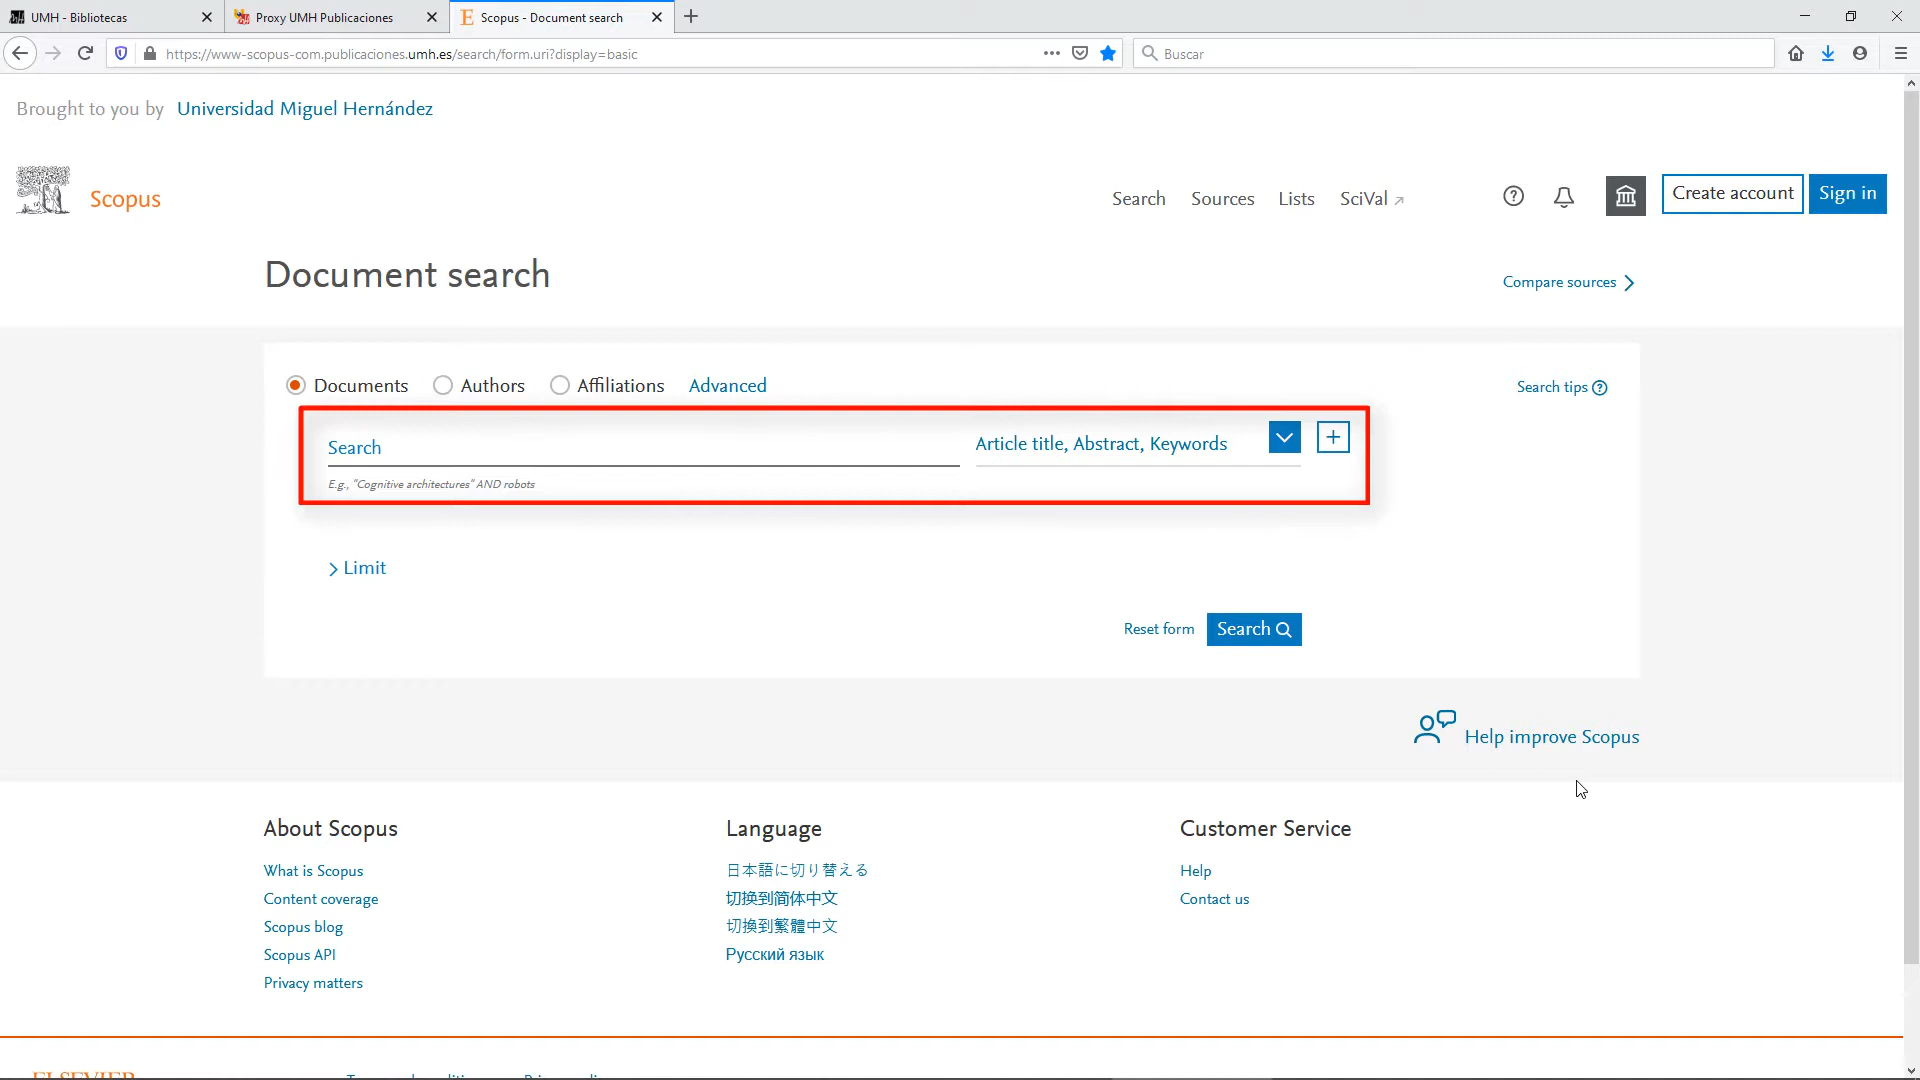 UMH - Bibliotecas
Proxy UMH Publicaciones
Scopus - Document search
https://www-scopus-com.publicaciones.umh.es/search/form.uri?display=basic
Buscar
Brought to you by Universidad Miguel Hernández
Scopus
Search
Sources
Lists
SciVal
Create account
Sign in
Document search
Compare sources
Documents
Authors
Affiliations
Advanced
Search tips
Search
Article title, Abstract, Keywords
E.g., "Cognitive architectures" AND robots
Limit
Reset form
Search
Help improve Scopus
About Scopus
What is Scopus
Content coverage
Scopus blog
Scopus API
Privacy matters
Language
日本語に切り替える
切换到简体中文
切換到繁體中文
Русский язык
Customer Service
Help
Contact us
ELSEVIER